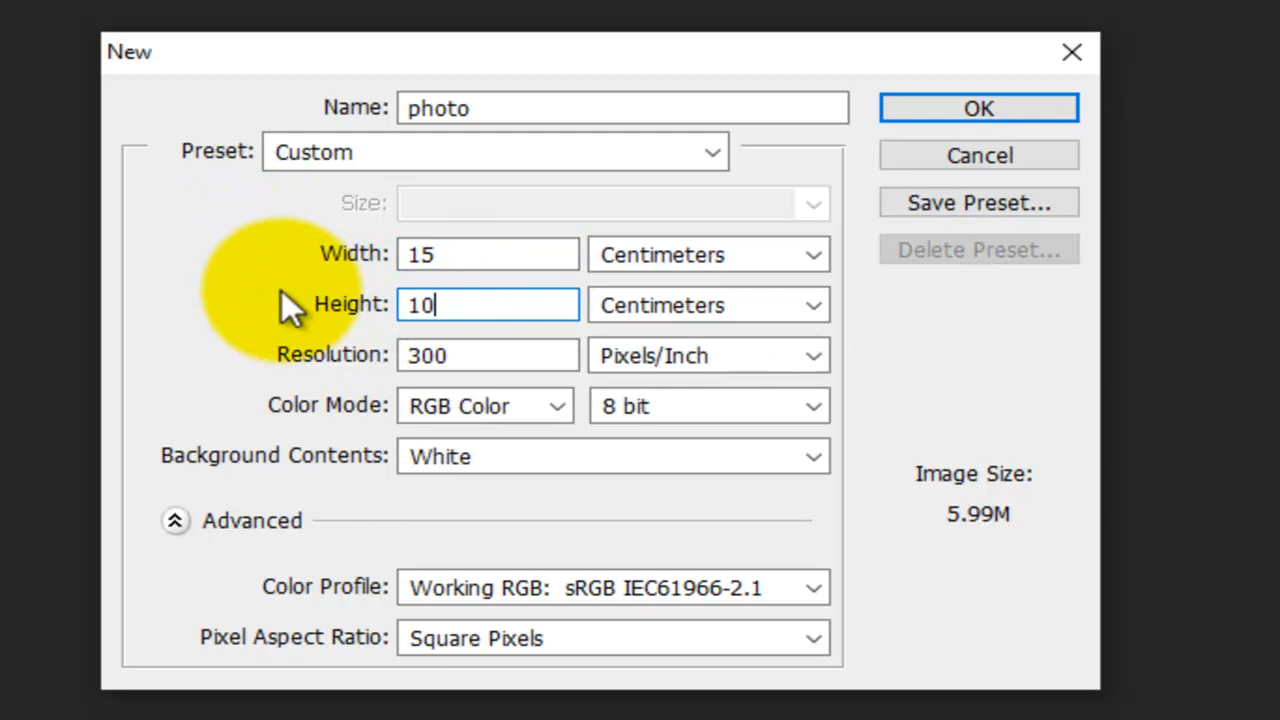 New
Name: photo OK
Preset: Custom Cancel
Size: Save Preset...
Width: 15 Centimeters Delete Preset...
Height: 10 Centimeters
Resolution: 300 Pixels/Inch
Color Mode: RGB Color 8 bit
Background Contents: White
Image Size:
5.99M
Advanced
Color Profile: Working RGB: sRGB IEC61966-2.1
Pixel Aspect Ratio: Square Pixels